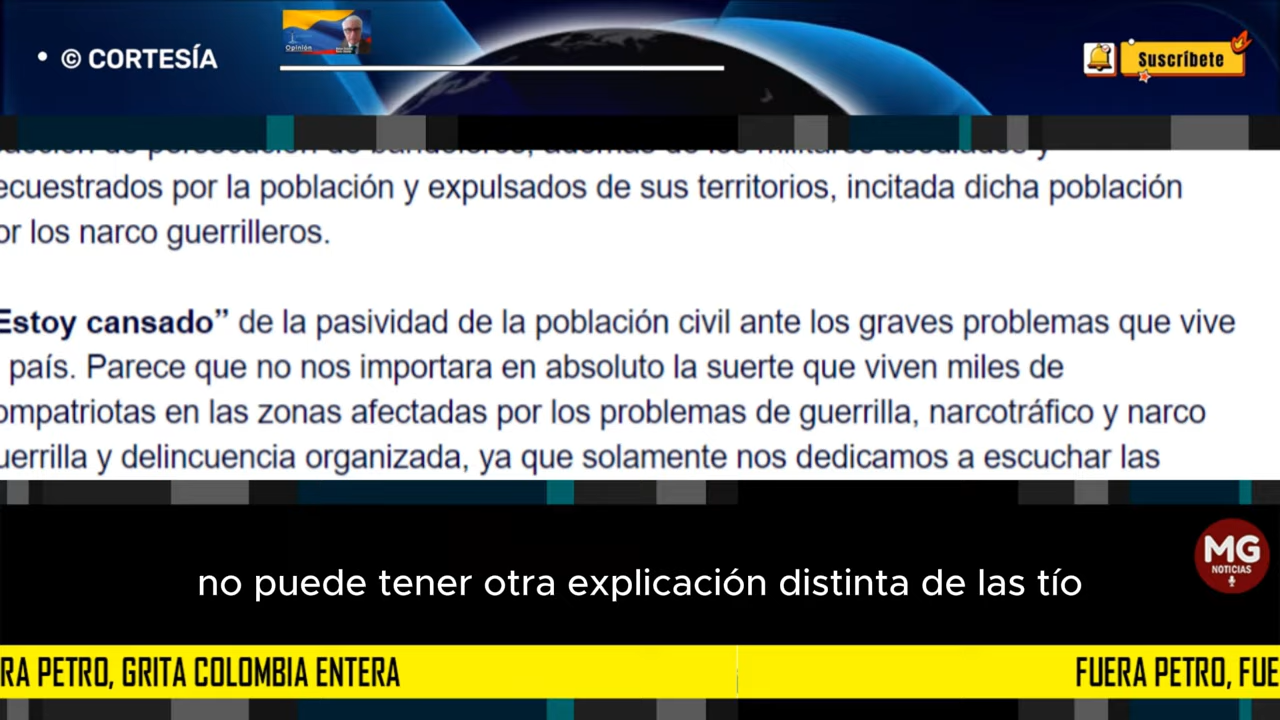 • © CORTESÍA
Opinión
Suscríbete
ecuestrados por la población y expulsados de sus territorios, incitada dicha población
or los narco guerrilleros.
Estoy cansado” de la pasividad de la población civil ante los graves problemas que vive
país. Parece que no nos importara en absoluto la suerte que viven miles de
ompatriotas en las zonas afectadas por los problemas de guerrilla, narcotráfico y narco
uerrilla y delincuencia organizada, ya que solamente nos dedicamos a escuchar las
no puede tener otra explicación distinta de las tío
MG
NOTICIAS
RA PETRO, GRITA COLOMBIA ENTERA
FUERA PETRO, FUE